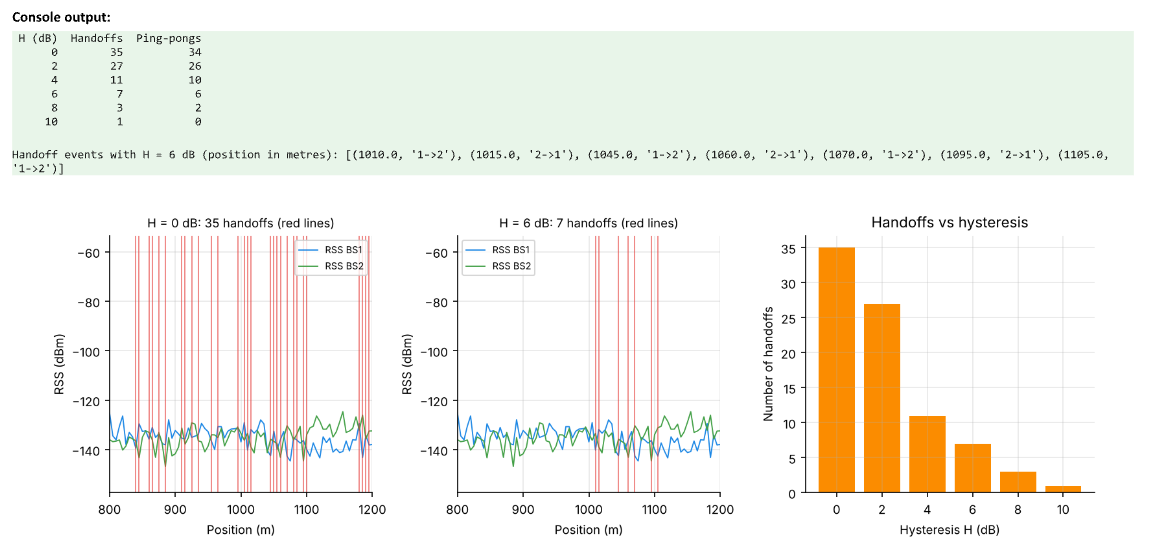 Console output:
H (dB) Handoffs Ping-pongs
0 35 34
2 27 26
4 11 10
6 7 6
8 3 2
10 1 0
Handoff events with H = 6 dB (position in metres): [(1010.0, '1->2'), (1015.0, '2->1'), (1045.0, '1->2'), (1060.0, '2->1'), (1070.0, '1->2'), (1095.0, '2->1'), (1105.0,
'1->2')]
H = 0 dB: 35 handoffs (red lines)
RSS BS1
RSS BS2
−60
−80
−100
−120
−140
RSS (dBm)
800 900 1000 1100 1200
Position (m)
H = 6 dB: 7 handoffs (red lines)
RSS BS1
RSS BS2
−60
−80
−100
−120
−140
RSS (dBm)
800 900 1000 1100 1200
Position (m)
Handoffs vs hysteresis
35
30
25
20
15
10
5
0
Number of handoffs
0 2 4 6 8 10
Hysteresis H (dB)